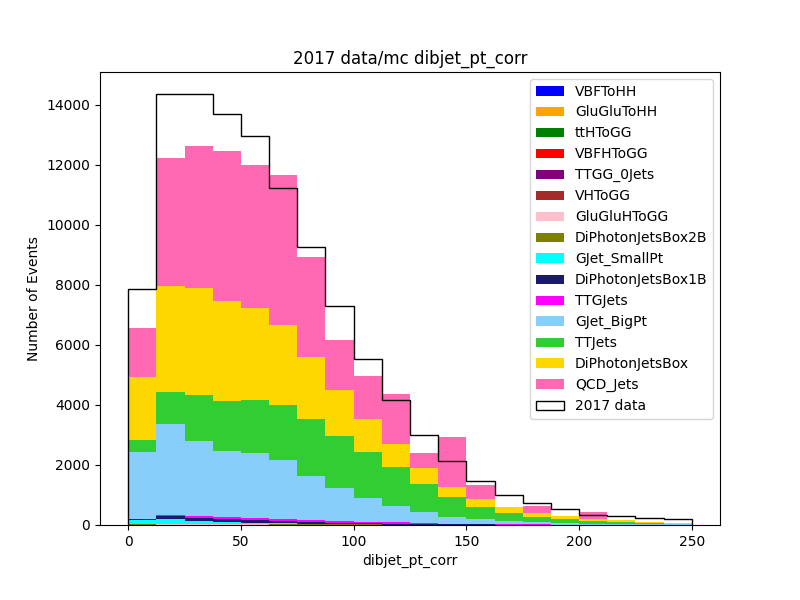 2017 data/mc dibjet_pt_corr
14000
12000
10000
8000
6000
4000
2000
0
Number of Events
0
50
100
150
200
250
dibjet_pt_corr
VBFToHH
GluGluToHH
ttHToGG
VBFHToGG
TTGG_0Jets
VHToGG
GluGluHToGG
DiPhotonJetsBox2B
GJet_SmallPt
DiPhotonJetsBox1B
TTGJets
GJet_BigPt
TTJets
DiPhotonJetsBox
QCD_Jets
2017 data